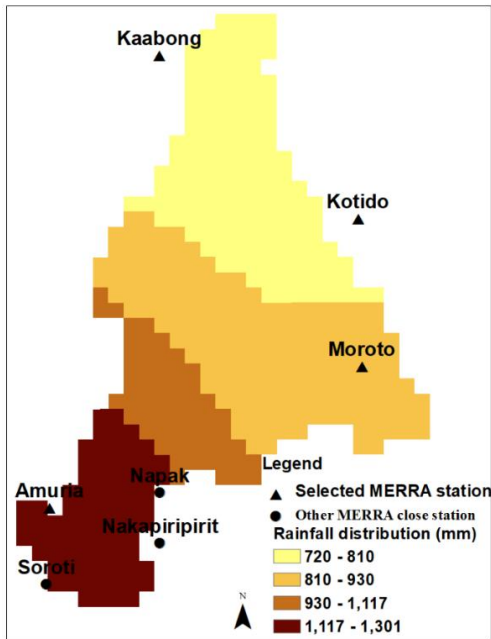 Kaabong
Kotido
Moroto
Legend
Napak
Amuria
Selected MERRA station
Other MERRA close station
Nakapiripirit
Rainfall distribution (mm)
720 - 810
Soroti
810 - 930
930 - 1,117
N
1,117 - 1,301